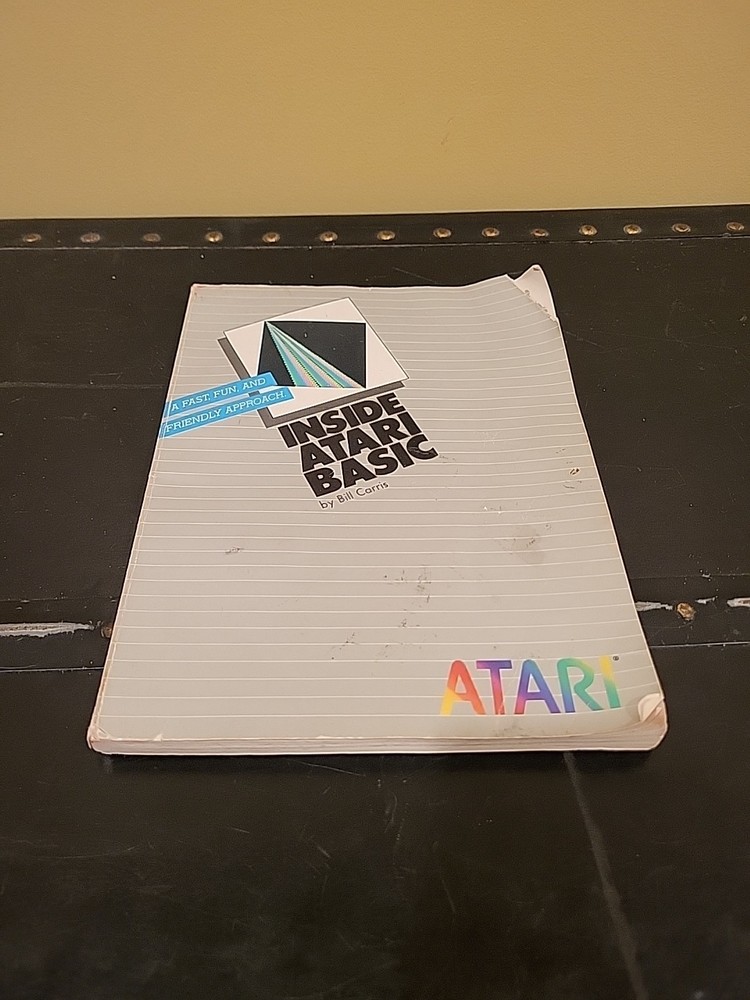 A FAST, FUN, AND
FRIENDLY APPROACH.
INSIDE
ATARI
BASIC
by Bill Carris
ATARI®